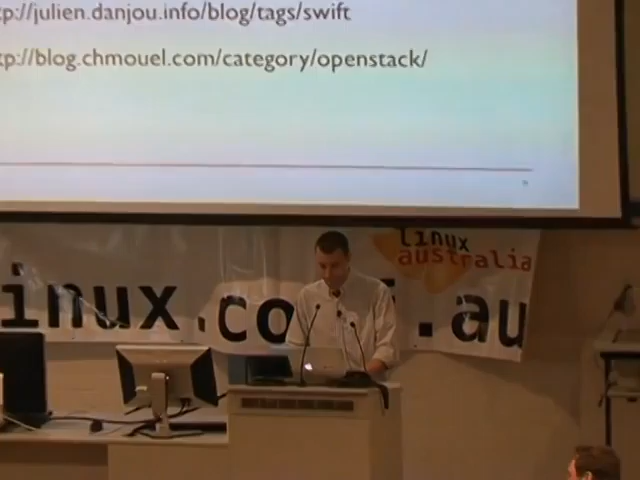 tp://julien.danjou.info/blog/tags/swift
tp://blog.chmouel.com/category/openstack/
Linux
australia
inux.co
.au